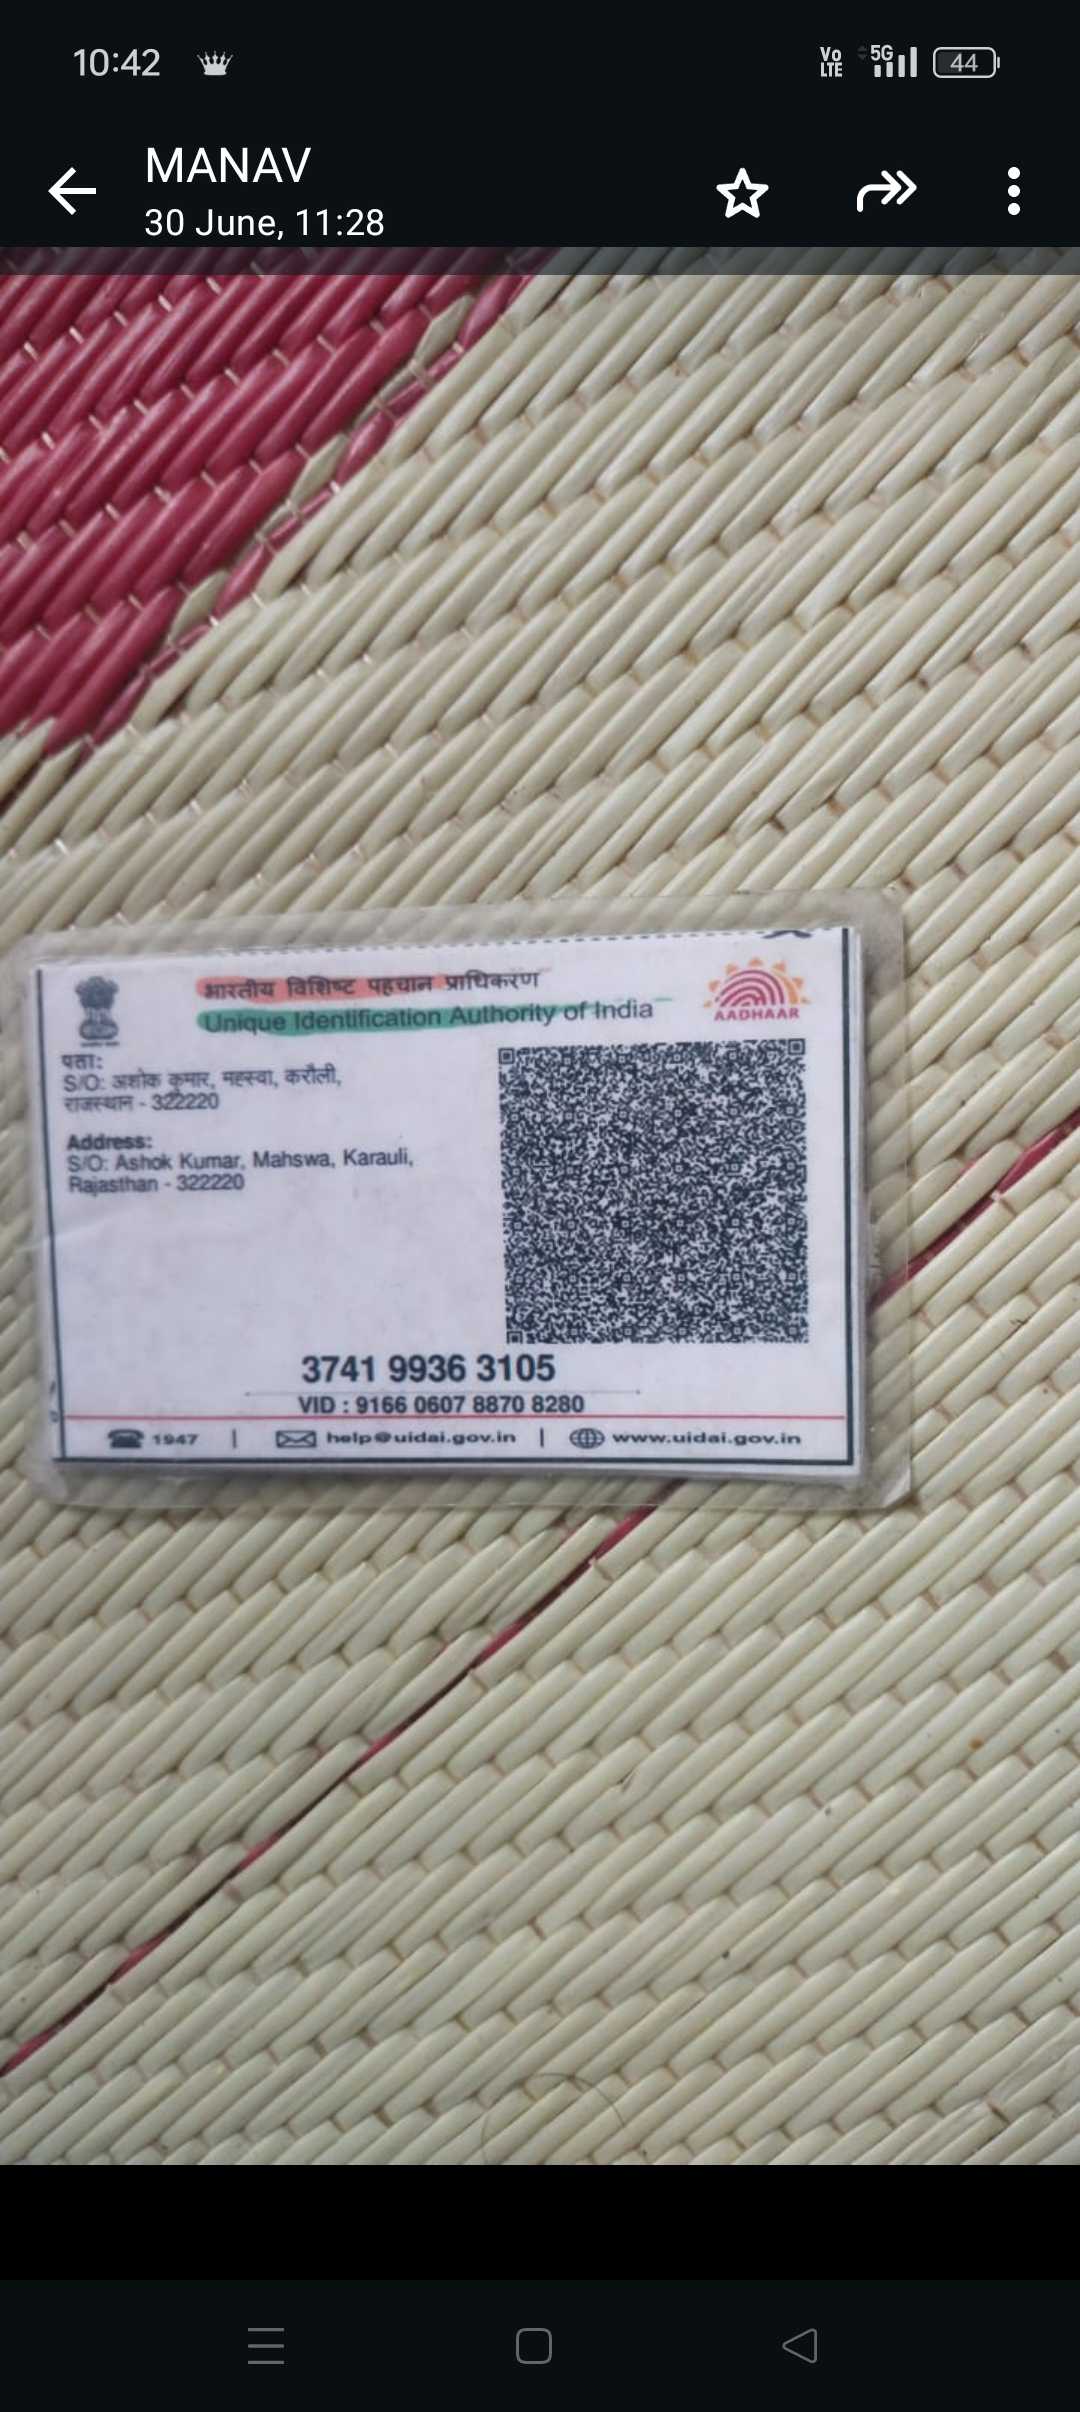 10:42
Vo LTE 5G 44
MANAV
30 June, 11:28
भारतीय विशिष्ट पहचान प्राधिकरण
Unique Identification Authority of India
AADHAAR
पता:
S/O: अशोक कुमार, महस्वा, करौली,
राजस्थान - 322220
Address:
S/O: Ashok Kumar, Mahswa, Karauli,
Rajasthan - 322220
3741 9936 3105
VID : 9166 0607 8870 8280
1947 | help@uidai.gov.in | www.uidai.gov.in